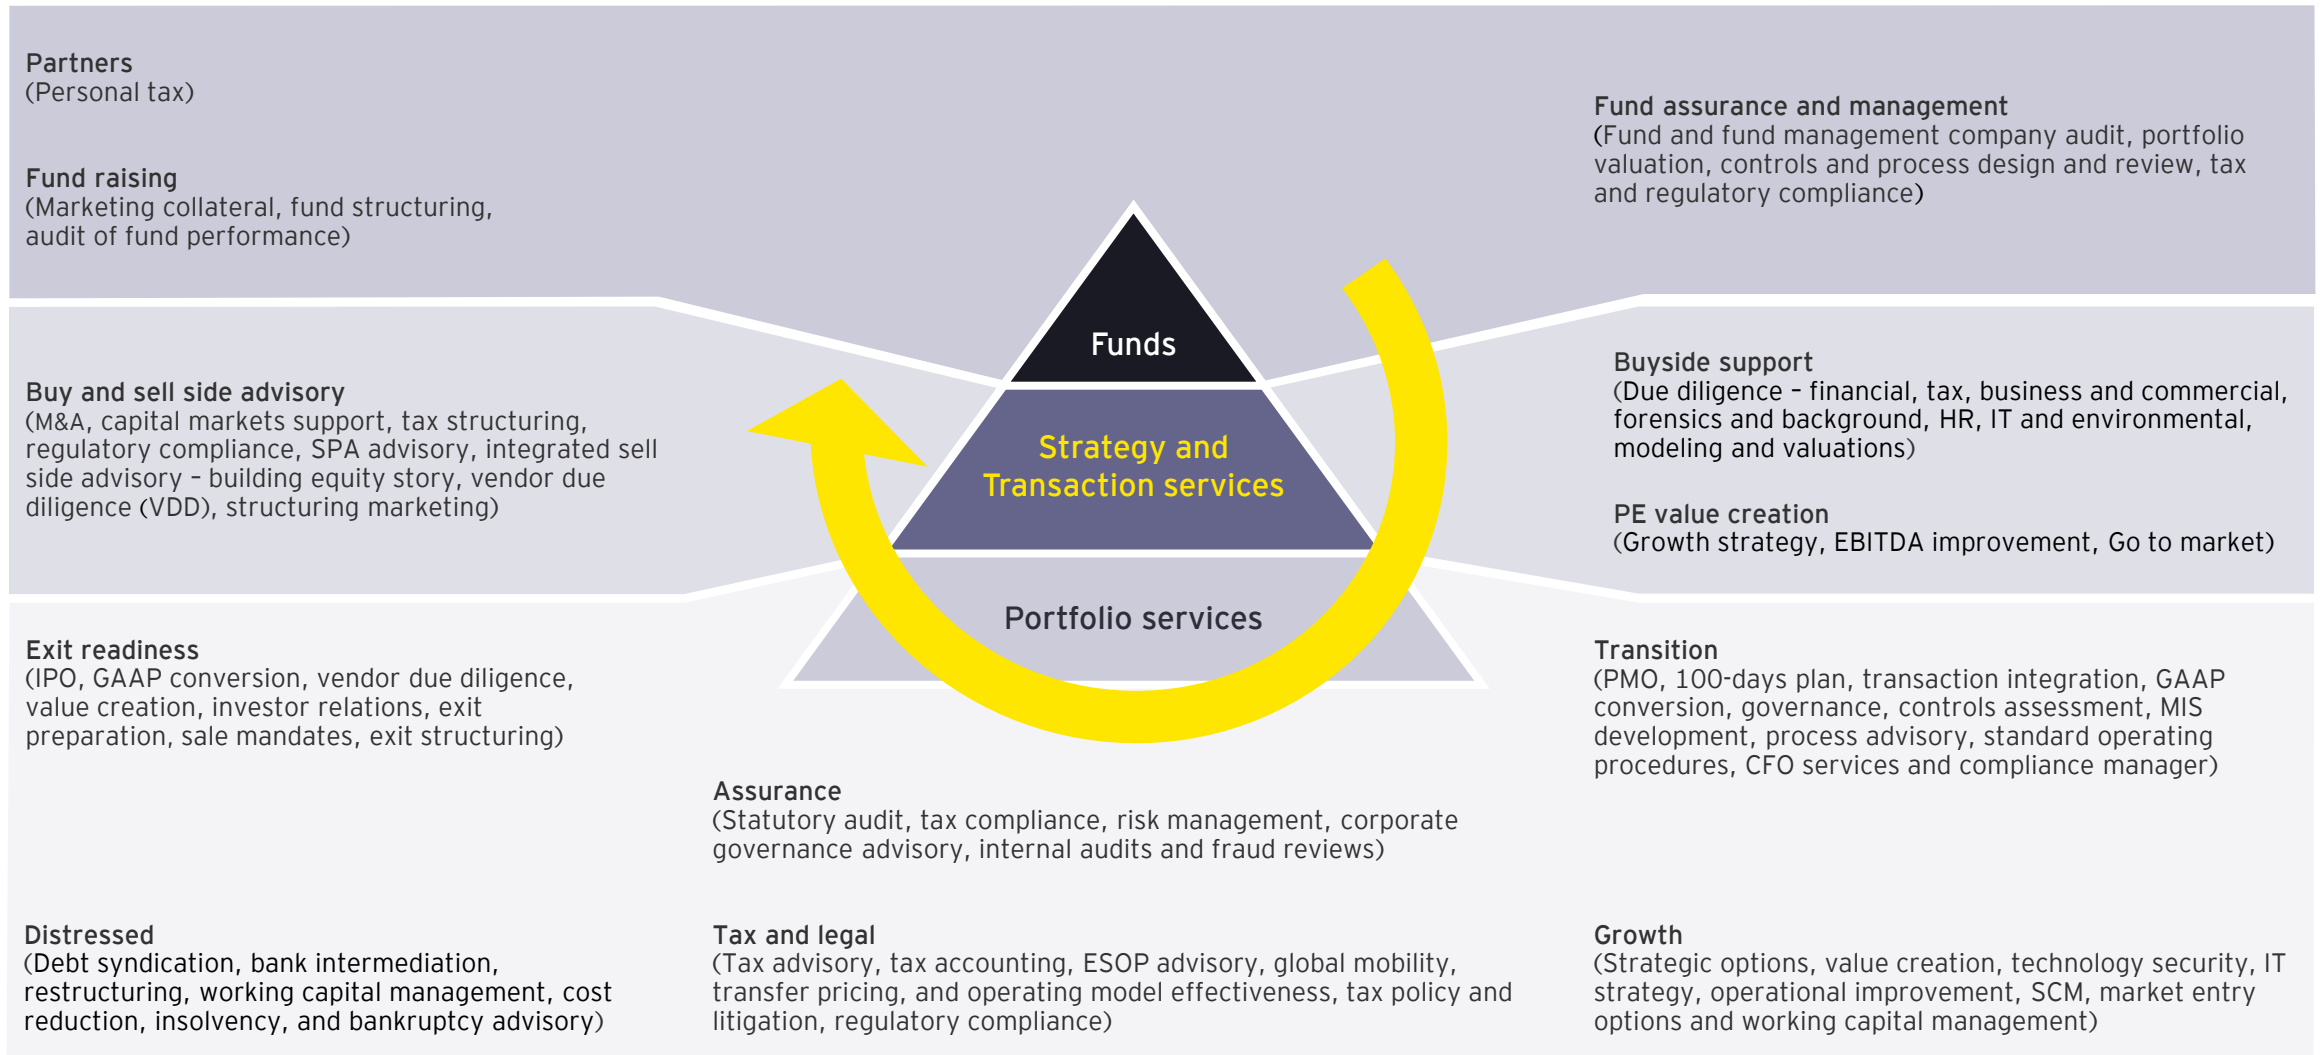 Partners
(Personal tax)
Fund raising
(Marketing collateral, fund structuring,
audit of fund performance)
Fund assurance and management
(Fund and fund management company audit, portfolio
valuation, controls and process design and review, tax
and regulatory compliance)
Funds
Buy and sell side advisory
(M&A, capital markets support, tax structuring,
regulatory compliance, SPA advisory, integrated sell
side advisory – building equity story, vendor due
diligence (VDD), structuring marketing)
Strategy and
Transaction services
Buyside support
(Due diligence – financial, tax, business and commercial,
forensics and background, HR, IT and environmental,
modeling and valuations)
PE value creation
(Growth strategy, EBITDA improvement, Go to market)
Portfolio services
Exit readiness
(IPO, GAAP conversion, vendor due diligence,
value creation, investor relations, exit
preparation, sale mandates, exit structuring)
Transition
(PMO, 100-days plan, transaction integration, GAAP
conversion, governance, controls assessment, MIS
development, process advisory, standard operating
procedures, CFO services and compliance manager)
Assurance
(Statutory audit, tax compliance, risk management, corporate
governance advisory, internal audits and fraud reviews)
Distressed
(Debt syndication, bank intermediation,
restructuring, working capital management, cost
reduction, insolvency, and bankruptcy advisory)
Tax and legal
(Tax advisory, tax accounting, ESOP advisory, global mobility,
transfer pricing, and operating model effectiveness, tax policy and
litigation, regulatory compliance)
Growth
(Strategic options, value creation, technology security, IT
strategy, operational improvement, SCM, market entry
options and working capital management)